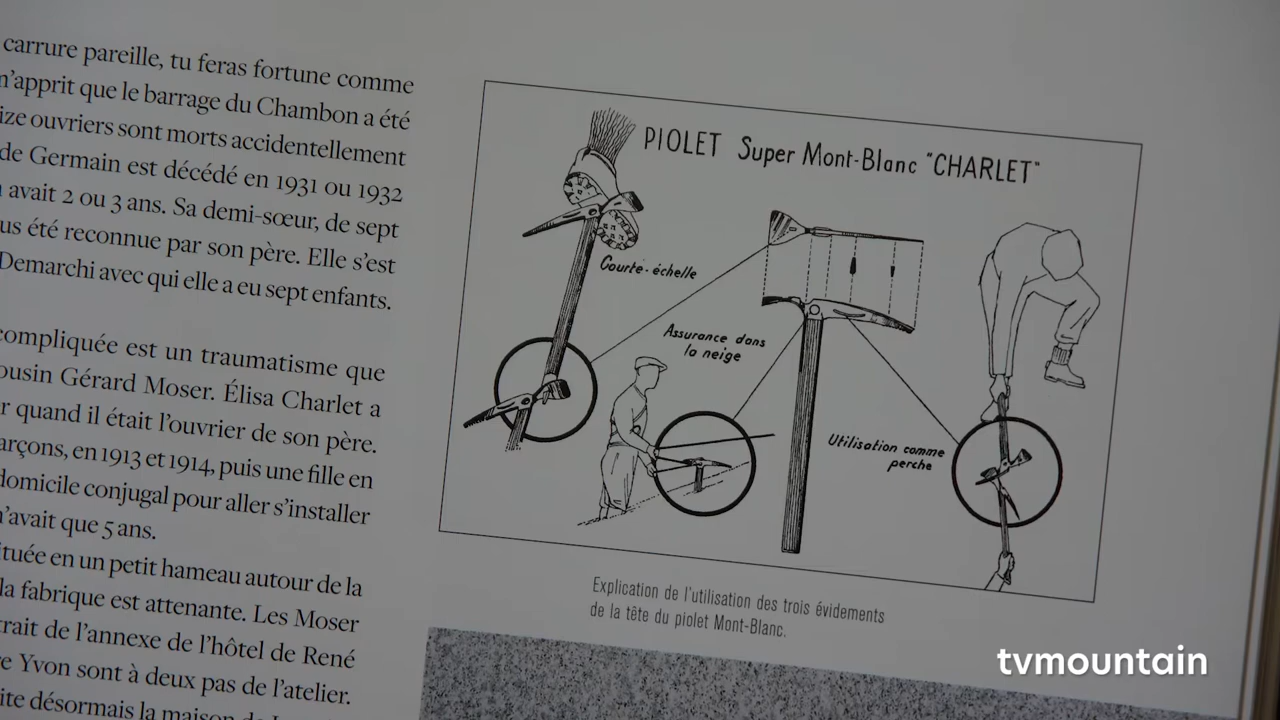 carrure pareille, tu feras fortune comme
m'apprit que le barrage du Chambon a été
ouvriers sont morts accidentellement
de Germain est décédé en 1931 ou 1932
avait 2 ou 3 ans. Sa demi-sœur, de sept
été reconnue par son père. Elle s'est
Demarchi avec qui elle a eu sept enfants.
compliquée est un traumatisme que
Gérard Moser. Élisa Charlet a
quand il était l'ouvrier de son père.
en 1913 et 1914, puis une fille en
domicile conjugal pour aller s'installer
n'avait que 5 ans.
en un petit hameau autour de la
la fabrique est attenante. Les Moser
de l'annexe de l'hôtel de René
Yvon sont à deux pas de l'atelier.
désormais la maison de
PIOLET Super Mont-Blanc "CHARLET"
Courte-échelle
Assurance dans
la neige
Utilisation comme
perche
Explication de l'utilisation des trois évidements
de la tête du piolet Mont-Blanc.
tvmountain